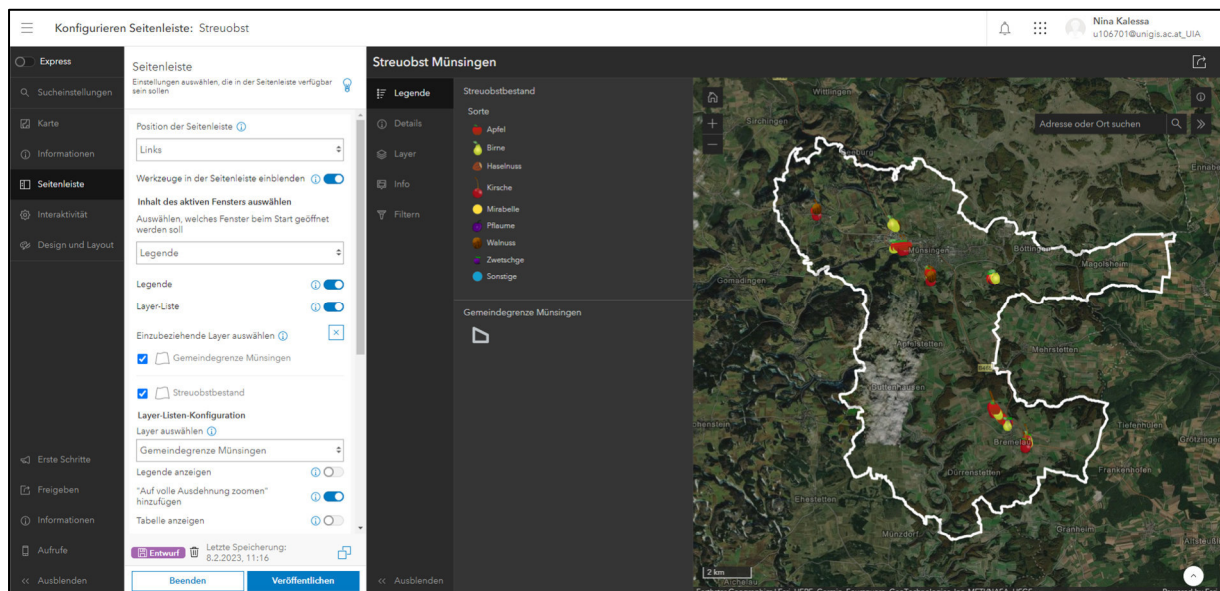 Konfigurieren Seitenleiste: Streuobst
Nina Kalessa
u106701@unigis.ac.at_UIA
Express
Sucheinstellungen
Karte
Informationen
Seitenleiste
Interaktivität
Design und Layout
Erste Schritte
Freigeben
Informationen
Aufrufe
<< Ausblenden
Seitenleiste
Einstellungen auswählen, die in der Seitenleiste verfügbar
sein sollen
Position der Seitenleiste
Links
Werkzeuge in der Seitenleiste einblenden
Inhalt des aktiven Fensters auswählen
Auswählen, welches Fenster beim Start geöffnet
werden soll
Legende
Legende
Layer-Liste
Einzubeziehende Layer auswählen
Gemeindegrenze Münsingen
Streuobstbestand
Layer-Listen-Konfiguration
Layer auswählen
Gemeindegrenze Münsingen
Legende anzeigen
"Auf volle Ausdehnung zoomen"
hinzufügen
Tabelle anzeigen
Entwurf
Letzte Speicherung:
8.2.2023, 11:16
Beenden
Veröffentlichen
Streuobst Münsingen
Legende
Details
Layer
Info
Filtern
<< Ausblenden
Streuobstbestand
Sorte
Apfel
Birne
Haselnuss
Kirsche
Mirabelle
Pflaume
Walnuss
Zwetschge
Sonstige
Gemeindegrenze Münsingen
Adresse oder Ort suchen
Wittlingen
Sirchingen
Münsingen
Böttingen
Magolsheim
Gomadingen
Apfelstetten
Mehrstetten
Buttenhausen
Bremelau
Tiefenhülen
Grötzingen
Dürrenstetten
Frankenhofen
Ehestetten
Granheim
Münzdorf
Aichelau
2 km